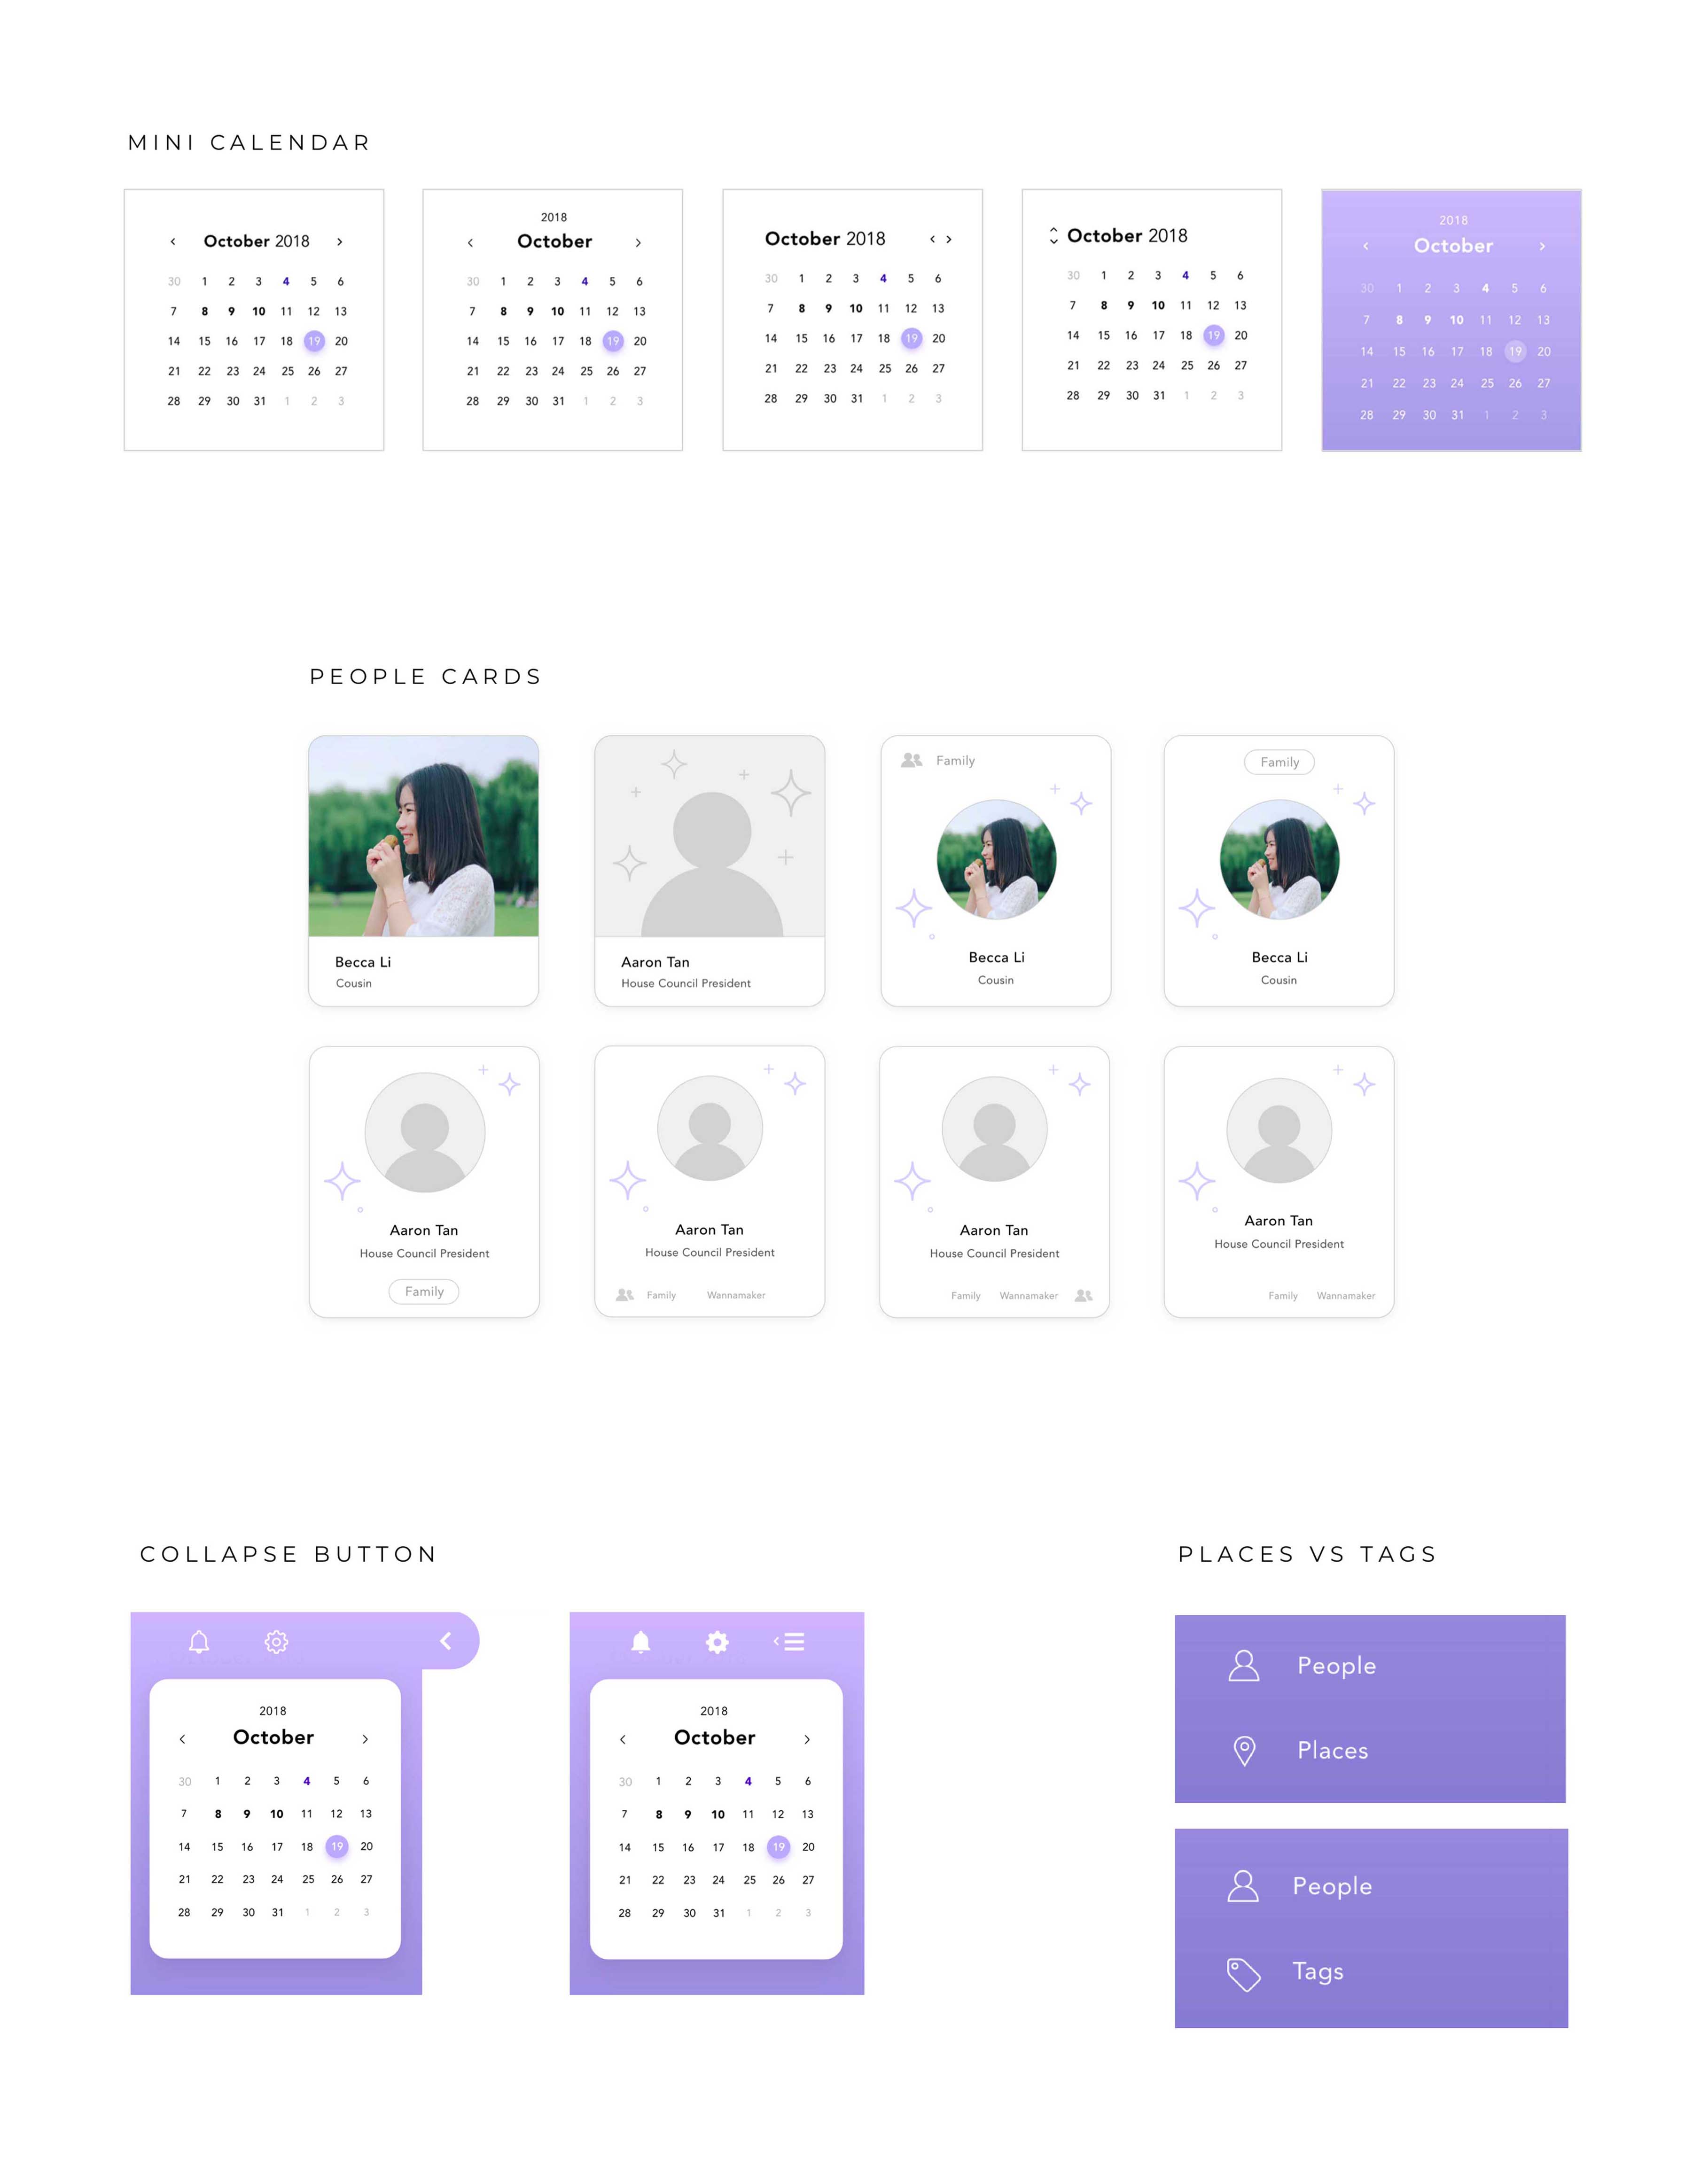 MINI CALENDAR
October 2018
30 1 2 3 4 5 6
7 8 9 10 11 12 13
14 15 16 17 18 19 20
21 22 23 24 25 26 27
28 29 30 31 1 2 3
2018
October
30 1 2 3 4 5 6
7 8 9 10 11 12 13
14 15 16 17 18 19 20
21 22 23 24 25 26 27
28 29 30 31 1 2 3
October 2018
30 1 2 3 4 5 6
7 8 9 10 11 12 13
14 15 16 17 18 19 20
21 22 23 24 25 26 27
28 29 30 31 1 2 3
October 2018
30 1 2 3 4 5 6
7 8 9 10 11 12 13
14 15 16 17 18 19 20
21 22 23 24 25 26 27
28 29 30 31 1 2 3
2018
October
30 1 2 3 4 5 6
7 8 9 10 11 12 13
14 15 16 17 18 19 20
21 22 23 24 25 26 27
28 29 30 31 1 2 3
PEOPLE CARDS
Becca Li
Cousin
Aaron Tan
House Council President
Family
Becca Li
Cousin
Family
Becca Li
Cousin
Aaron Tan
House Council President
Family
Aaron Tan
House Council President
Family Wannamaker
Aaron Tan
House Council President
Family Wannamaker
Aaron Tan
House Council President
Family Wannamaker
COLLAPSE BUTTON
2018
October
30 1 2 3 4 5 6
7 8 9 10 11 12 13
14 15 16 17 18 19 20
21 22 23 24 25 26 27
28 29 30 31 1 2 3
2018
October
30 1 2 3 4 5 6
7 8 9 10 11 12 13
14 15 16 17 18 19 20
21 22 23 24 25 26 27
28 29 30 31 1 2 3
PLACES VS TAGS
People
Places
People
Tags